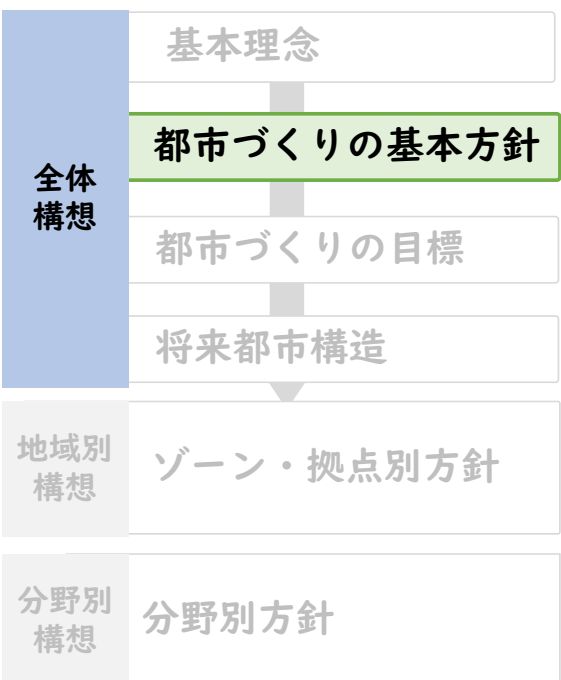 全体
構想
基本理念
都市づくりの基本方針
都市づくりの目標
将来都市構造
地域別
構想
ゾーン・拠点別方針
分野別
構想
分野別方針